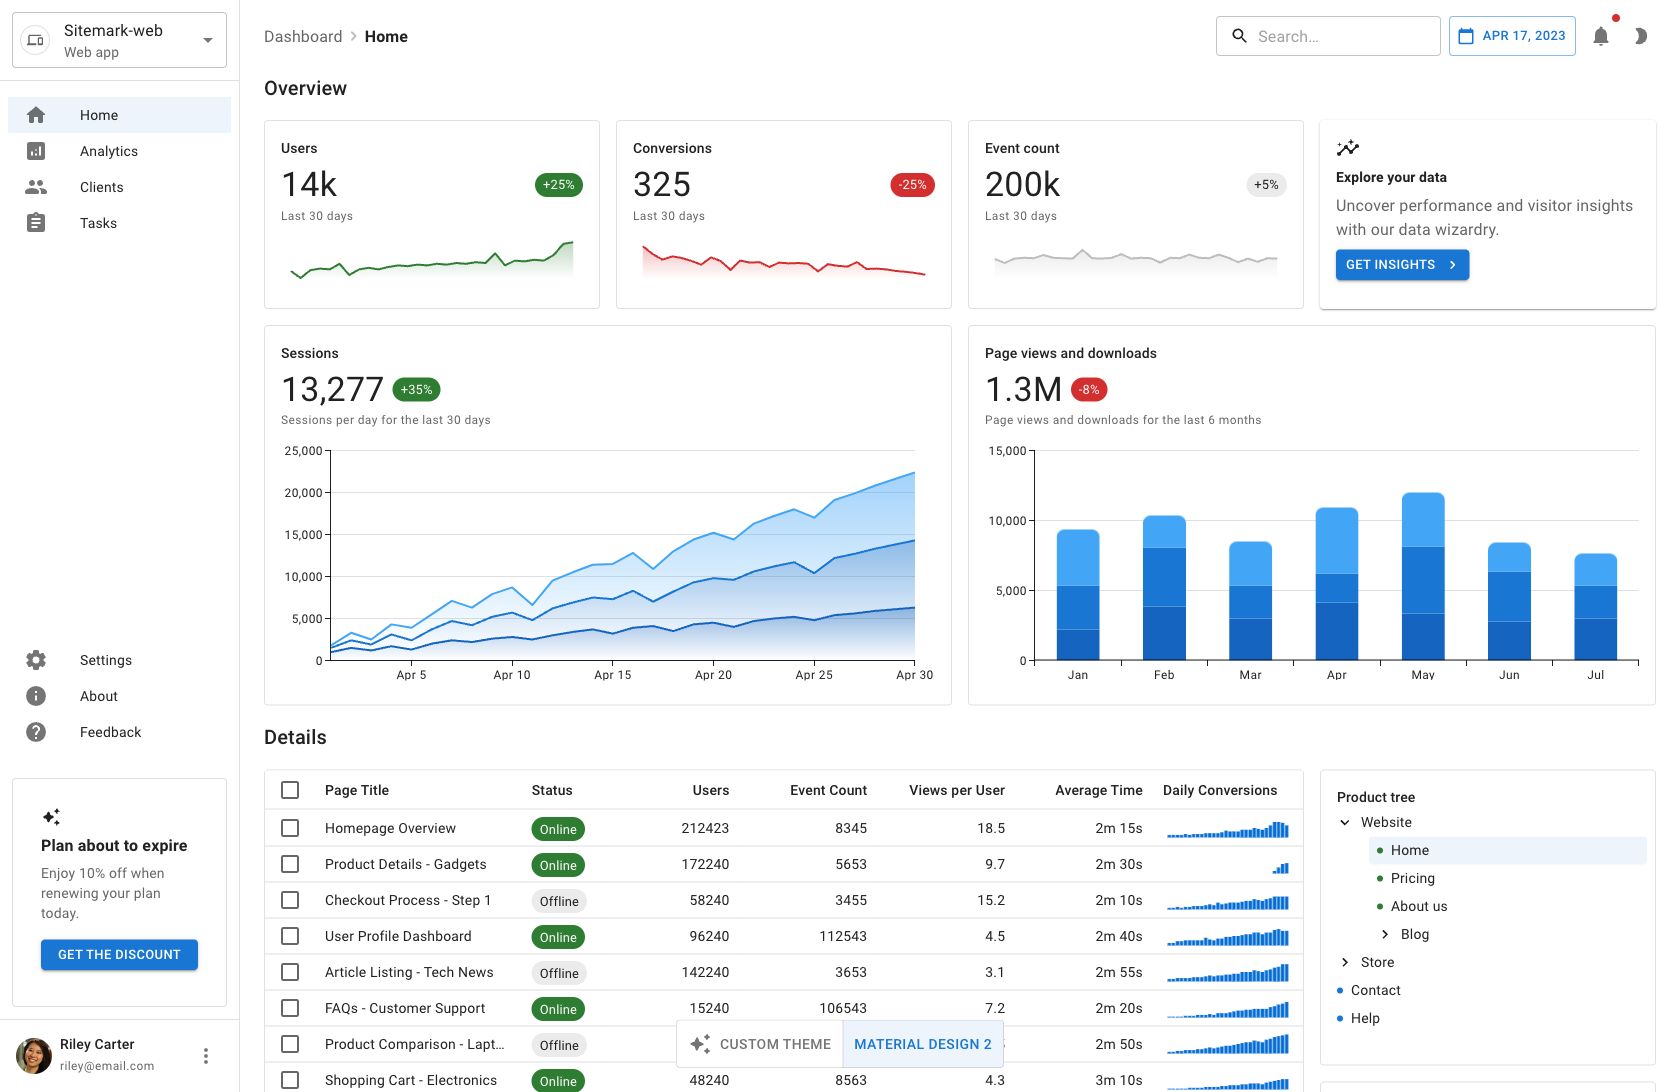 Sitemark-web
Web app
Home
Analytics
Clients
Tasks
Settings
About
Feedback
Plan about to expire
Enjoy 10% off when
renewing your plan
today.
GET THE DISCOUNT
Riley Carter
riley@email.com
Dashboard Home
Search…
APR 17, 2023
Overview
Users
14k +25%
Last 30 days
Conversions
325 -25%
Last 30 days
Event count
200k +5%
Last 30 days
Explore your data
Uncover performance and visitor insights
with our data wizardry.
GET INSIGHTS
Sessions
13,277 +35%
Sessions per day for the last 30 days
25,000
20,000
15,000
10,000
5,000
0
Apr 5 Apr 10 Apr 15 Apr 20 Apr 25 Apr 30
Page views and downloads
1.3M -8%
Page views and downloads for the last 6 months
15,000
10,000
5,000
0
Jan Feb Mar Apr May Jun Jul
Details
Page Title Status Users Event Count Views per User Average Time Daily Conversions
Homepage Overview Online 212423 8345 18.5 2m 15s
Product Details - Gadgets Online 172240 5653 9.7 2m 30s
Checkout Process - Step 1 Offline 58240 3455 15.2 2m 10s
User Profile Dashboard Online 96240 112543 4.5 2m 40s
Article Listing - Tech News Offline 142240 3653 3.1 2m 55s
FAQs - Customer Support Online 15240 106543 7.2 2m 20s
Product Comparison - Lapt… Offline 2m 50s
CUSTOM THEME MATERIAL DESIGN 2
Shopping Cart - Electronics Online 48240 8563 4.3 3m 10s
Product tree
Website
Home
Pricing
About us
Blog
Store
Contact
Help